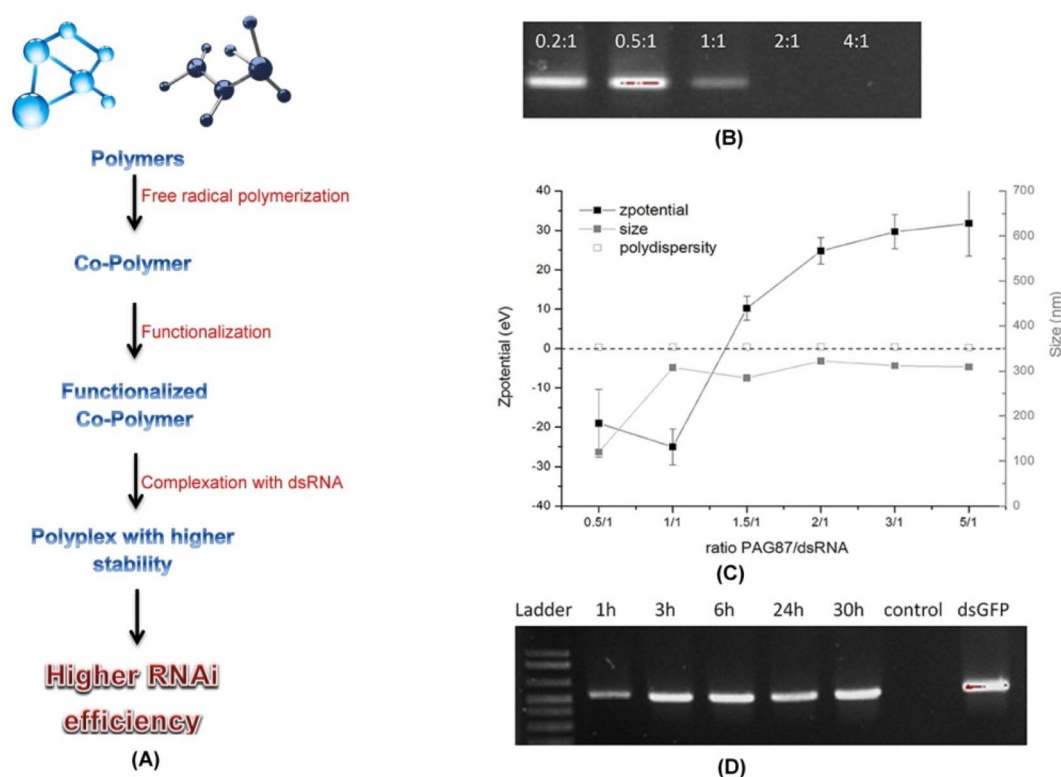 Polymers
Free radical polymerization
Co-Polymer
Functionalization
Functionalized
Co-Polymer
Complexation with dsRNA
Polyplex with higher
stability
Higher RNAi
efficiency
(A)
0.2:1 0.5:1 1:1 2:1 4:1
(B)
40
30
20
10
0
-10
-20
-30
-40
Zpotential (eV)
zpotential
size
polydispersity
700
600
500
400
300
200
100
0
Size (nm)
0.5/1 1/1 1.5/1 2/1 3/1 5/1
ratio PAG87/dsRNA
(C)
Ladder 1h 3h 6h 24h 30h control dsGFP
(D)